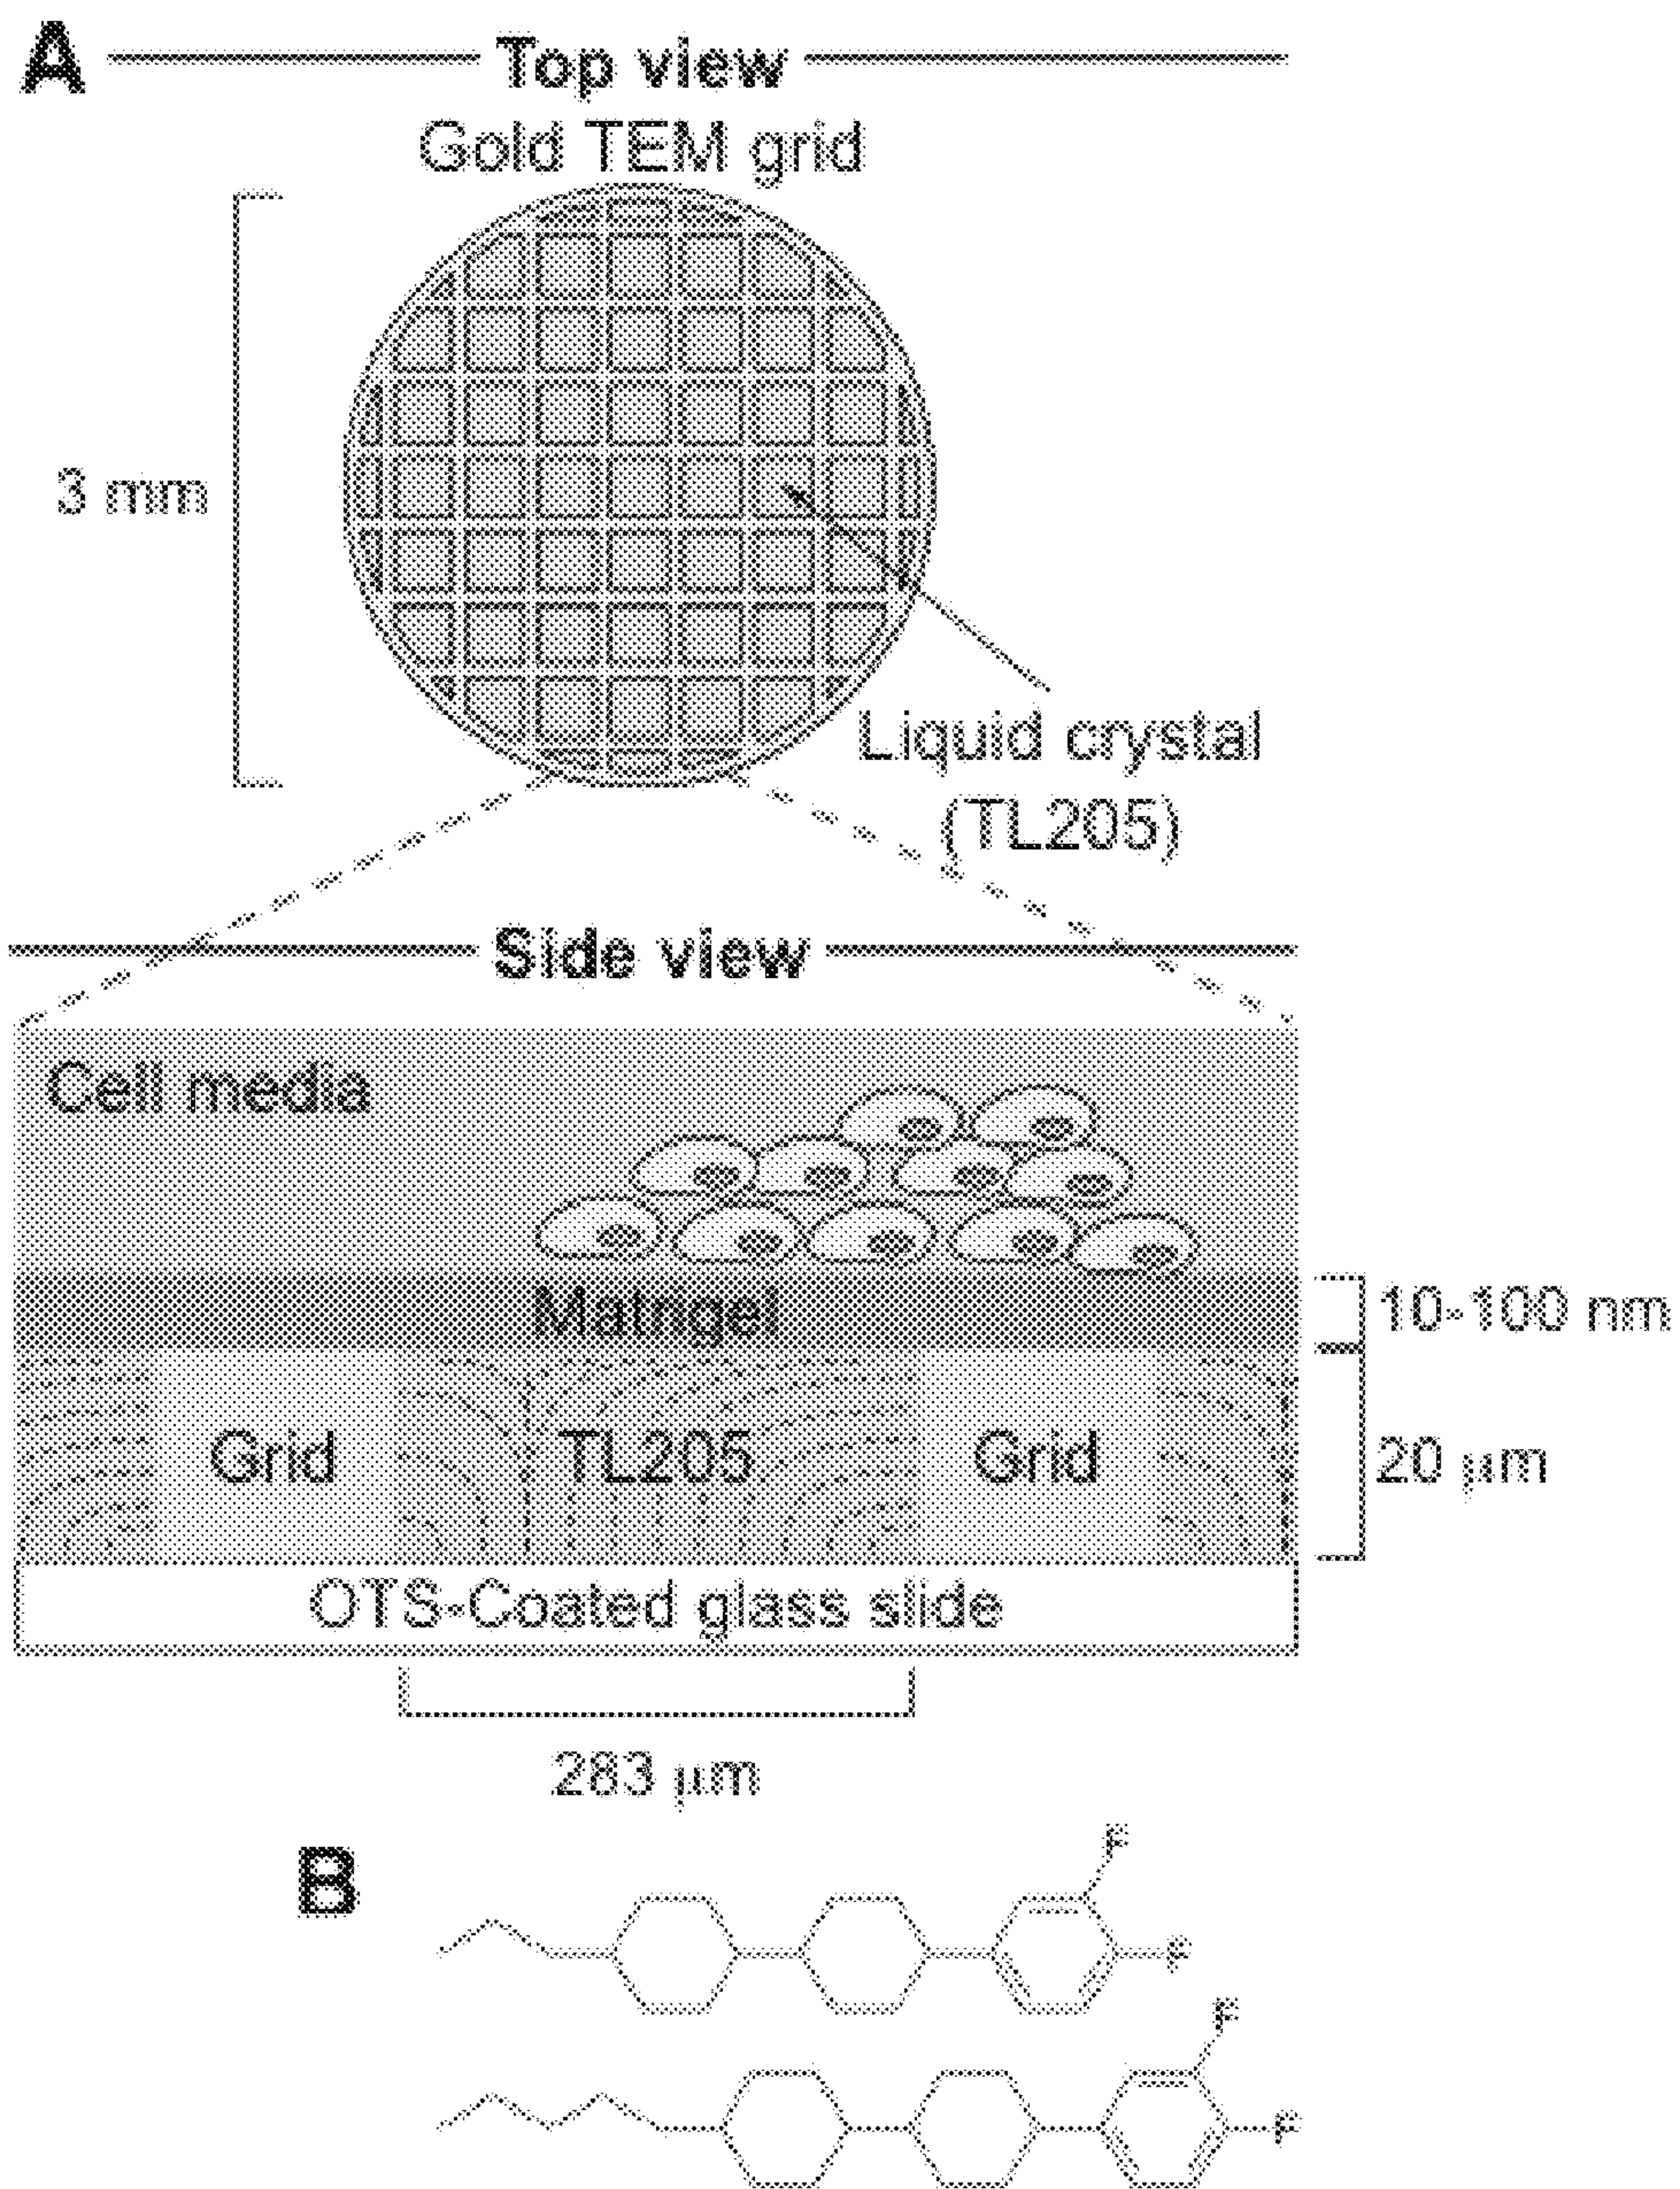 A
Top view
Gold TEM grid
3 mm
Liquid crystal
(TL205)
Side view
Cell media
Matrigel
10-100 nm
Grid
TL205
Grid
20 μm
OTS-Coated glass slide
283 μm
B
F
F
F
F